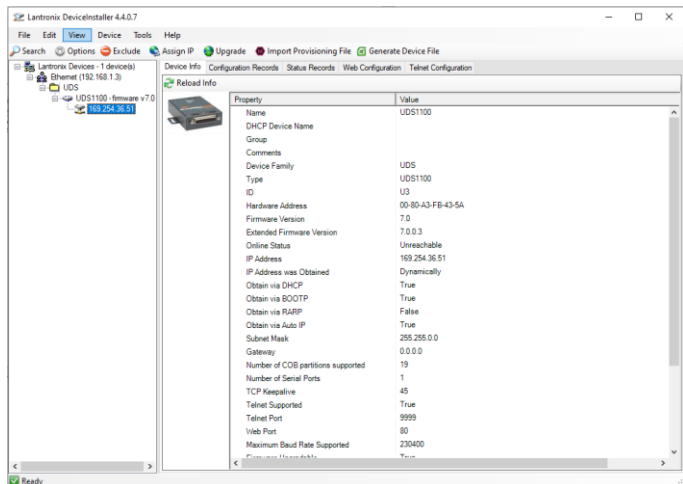 Lantronix DeviceInstaller 4.4.0.7
File Edit View Device Tools Help
Search Options Exclude Assign IP Upgrade Import Provisioning File Generate Device File
Lantronix Devices - 1 device(s)
Ethernet (192.168.1.3)
UDS
UDS1100 - firmware v7.0
169.254.36.51
Device Info Configuration Records Status Records Web Configuration Telnet Configuration
Reload Info
Property Value
Name UDS1100
DHCP Device Name
Group
Comments
Device Family UDS
Type UDS1100
ID U3
Hardware Address 00-80-A3-FB-43-5A
Firmware Version 7.0
Extended Firmware Version 7.0.0.3
Online Status Unreachable
IP Address 169.254.36.51
IP Address was Obtained Dynamically
Obtain via DHCP True
Obtain via BOOTP True
Obtain via RARP False
Obtain via Auto IP True
Subnet Mask 255.255.0.0
Gateway 0.0.0.0
Number of COB partitions supported 19
Number of Serial Ports 1
TCP Keepalive 45
Telnet Supported True
Telnet Port 9999
Web Port 80
Maximum Baud Rate Supported 230400
Firmware Upgradable True
Ready